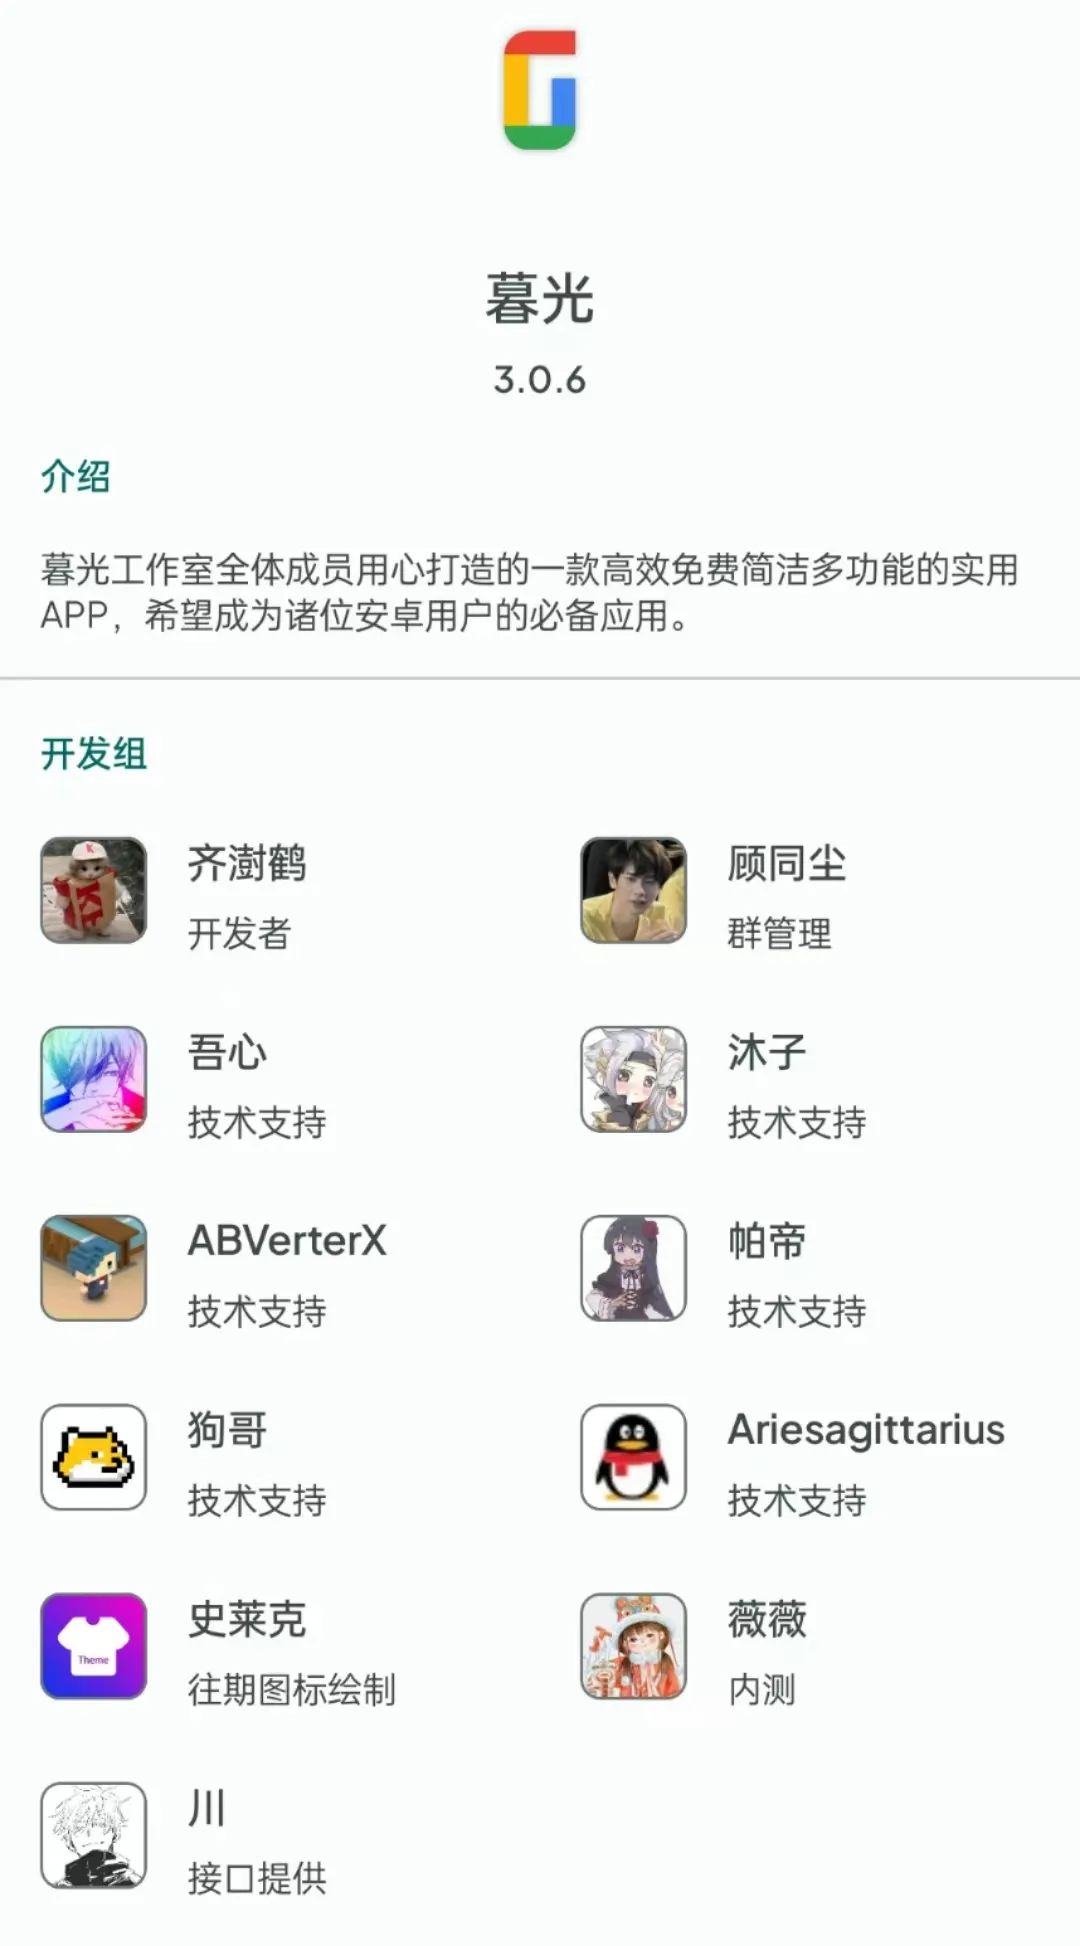 暮光
3.0.6
介绍
暮光工作室全体成员用心打造的一款高效免费简洁多功能的实用
APP，希望成为诸位安卓用户的必备应用。
开发组
齐澍鹤
开发者
顾同尘
群管理
吾心
技术支持
沐子
技术支持
ABVerterX
技术支持
帕帝
技术支持
狗哥
技术支持
Ariesagittarius
技术支持
Theme
史莱克
往期图标绘制
薇薇
内测
川
接口提供